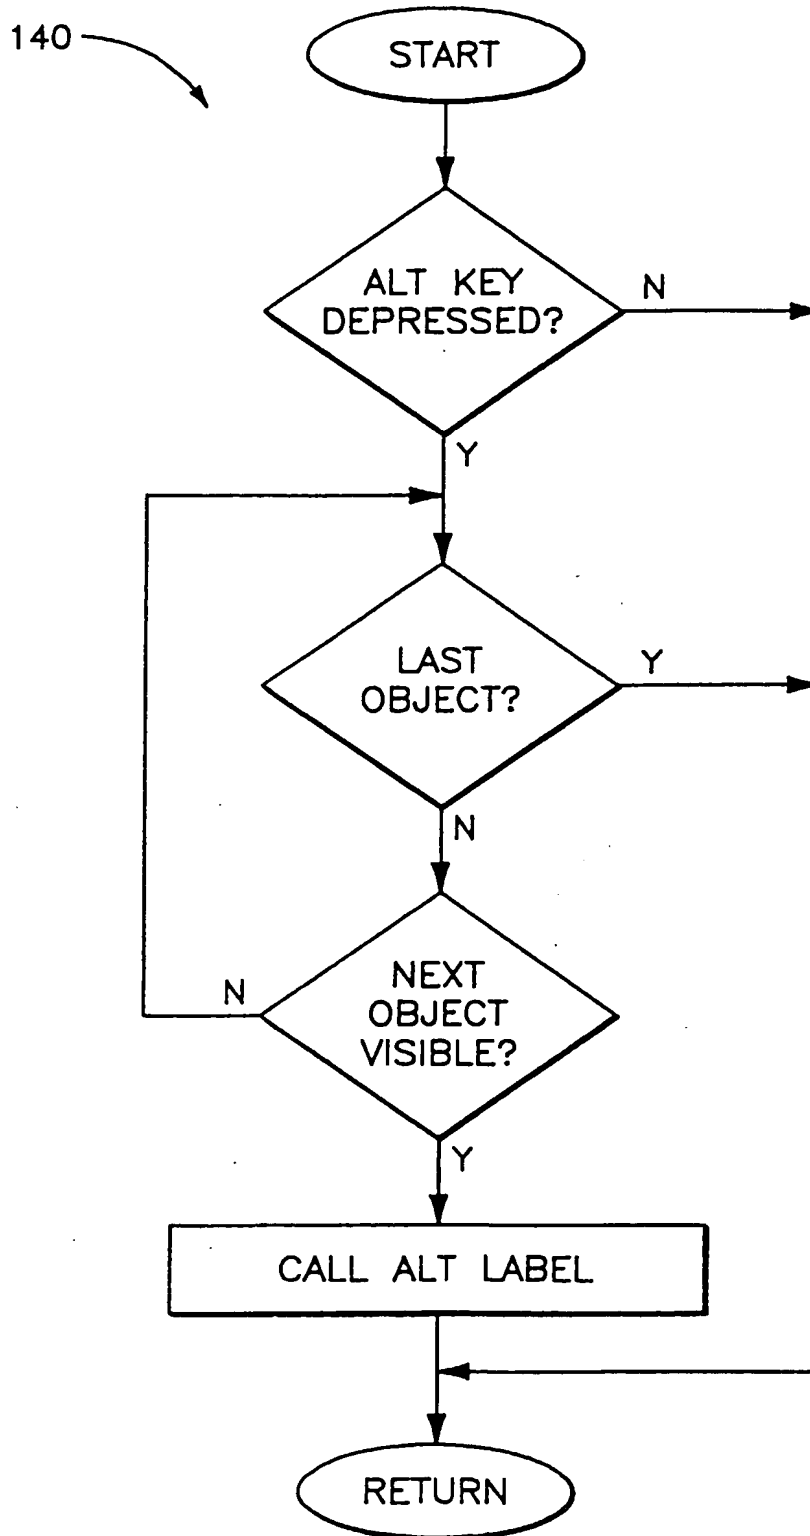 140
START
ALT KEY
DEPRESSED?
N
Y
LAST
OBJECT?
Y
N
NEXT
OBJECT
VISIBLE?
N
Y
CALL ALT LABEL
RETURN